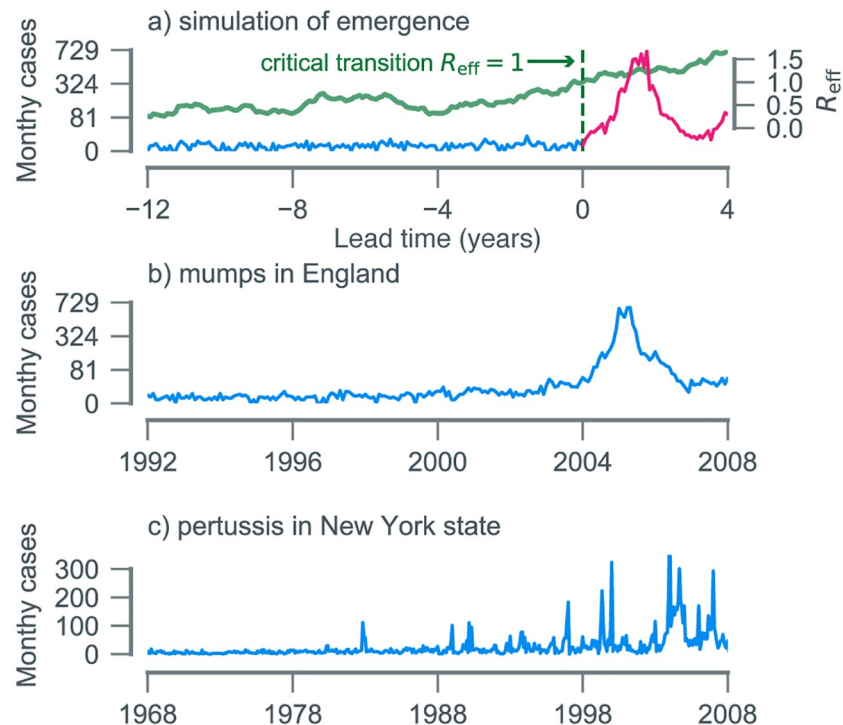 a) simulation of emergence
Monthy cases
729
324
81
0
critical transition R_eff = 1
1.5
1.0
0.5
0.0
R_eff
−12 −8 −4 0 4
Lead time (years)
b) mumps in England
Monthy cases
729
324
81
0
1992 1996 2000 2004 2008
c) pertussis in New York state
Monthy cases
300
200
100
0
1968 1978 1988 1998 2008